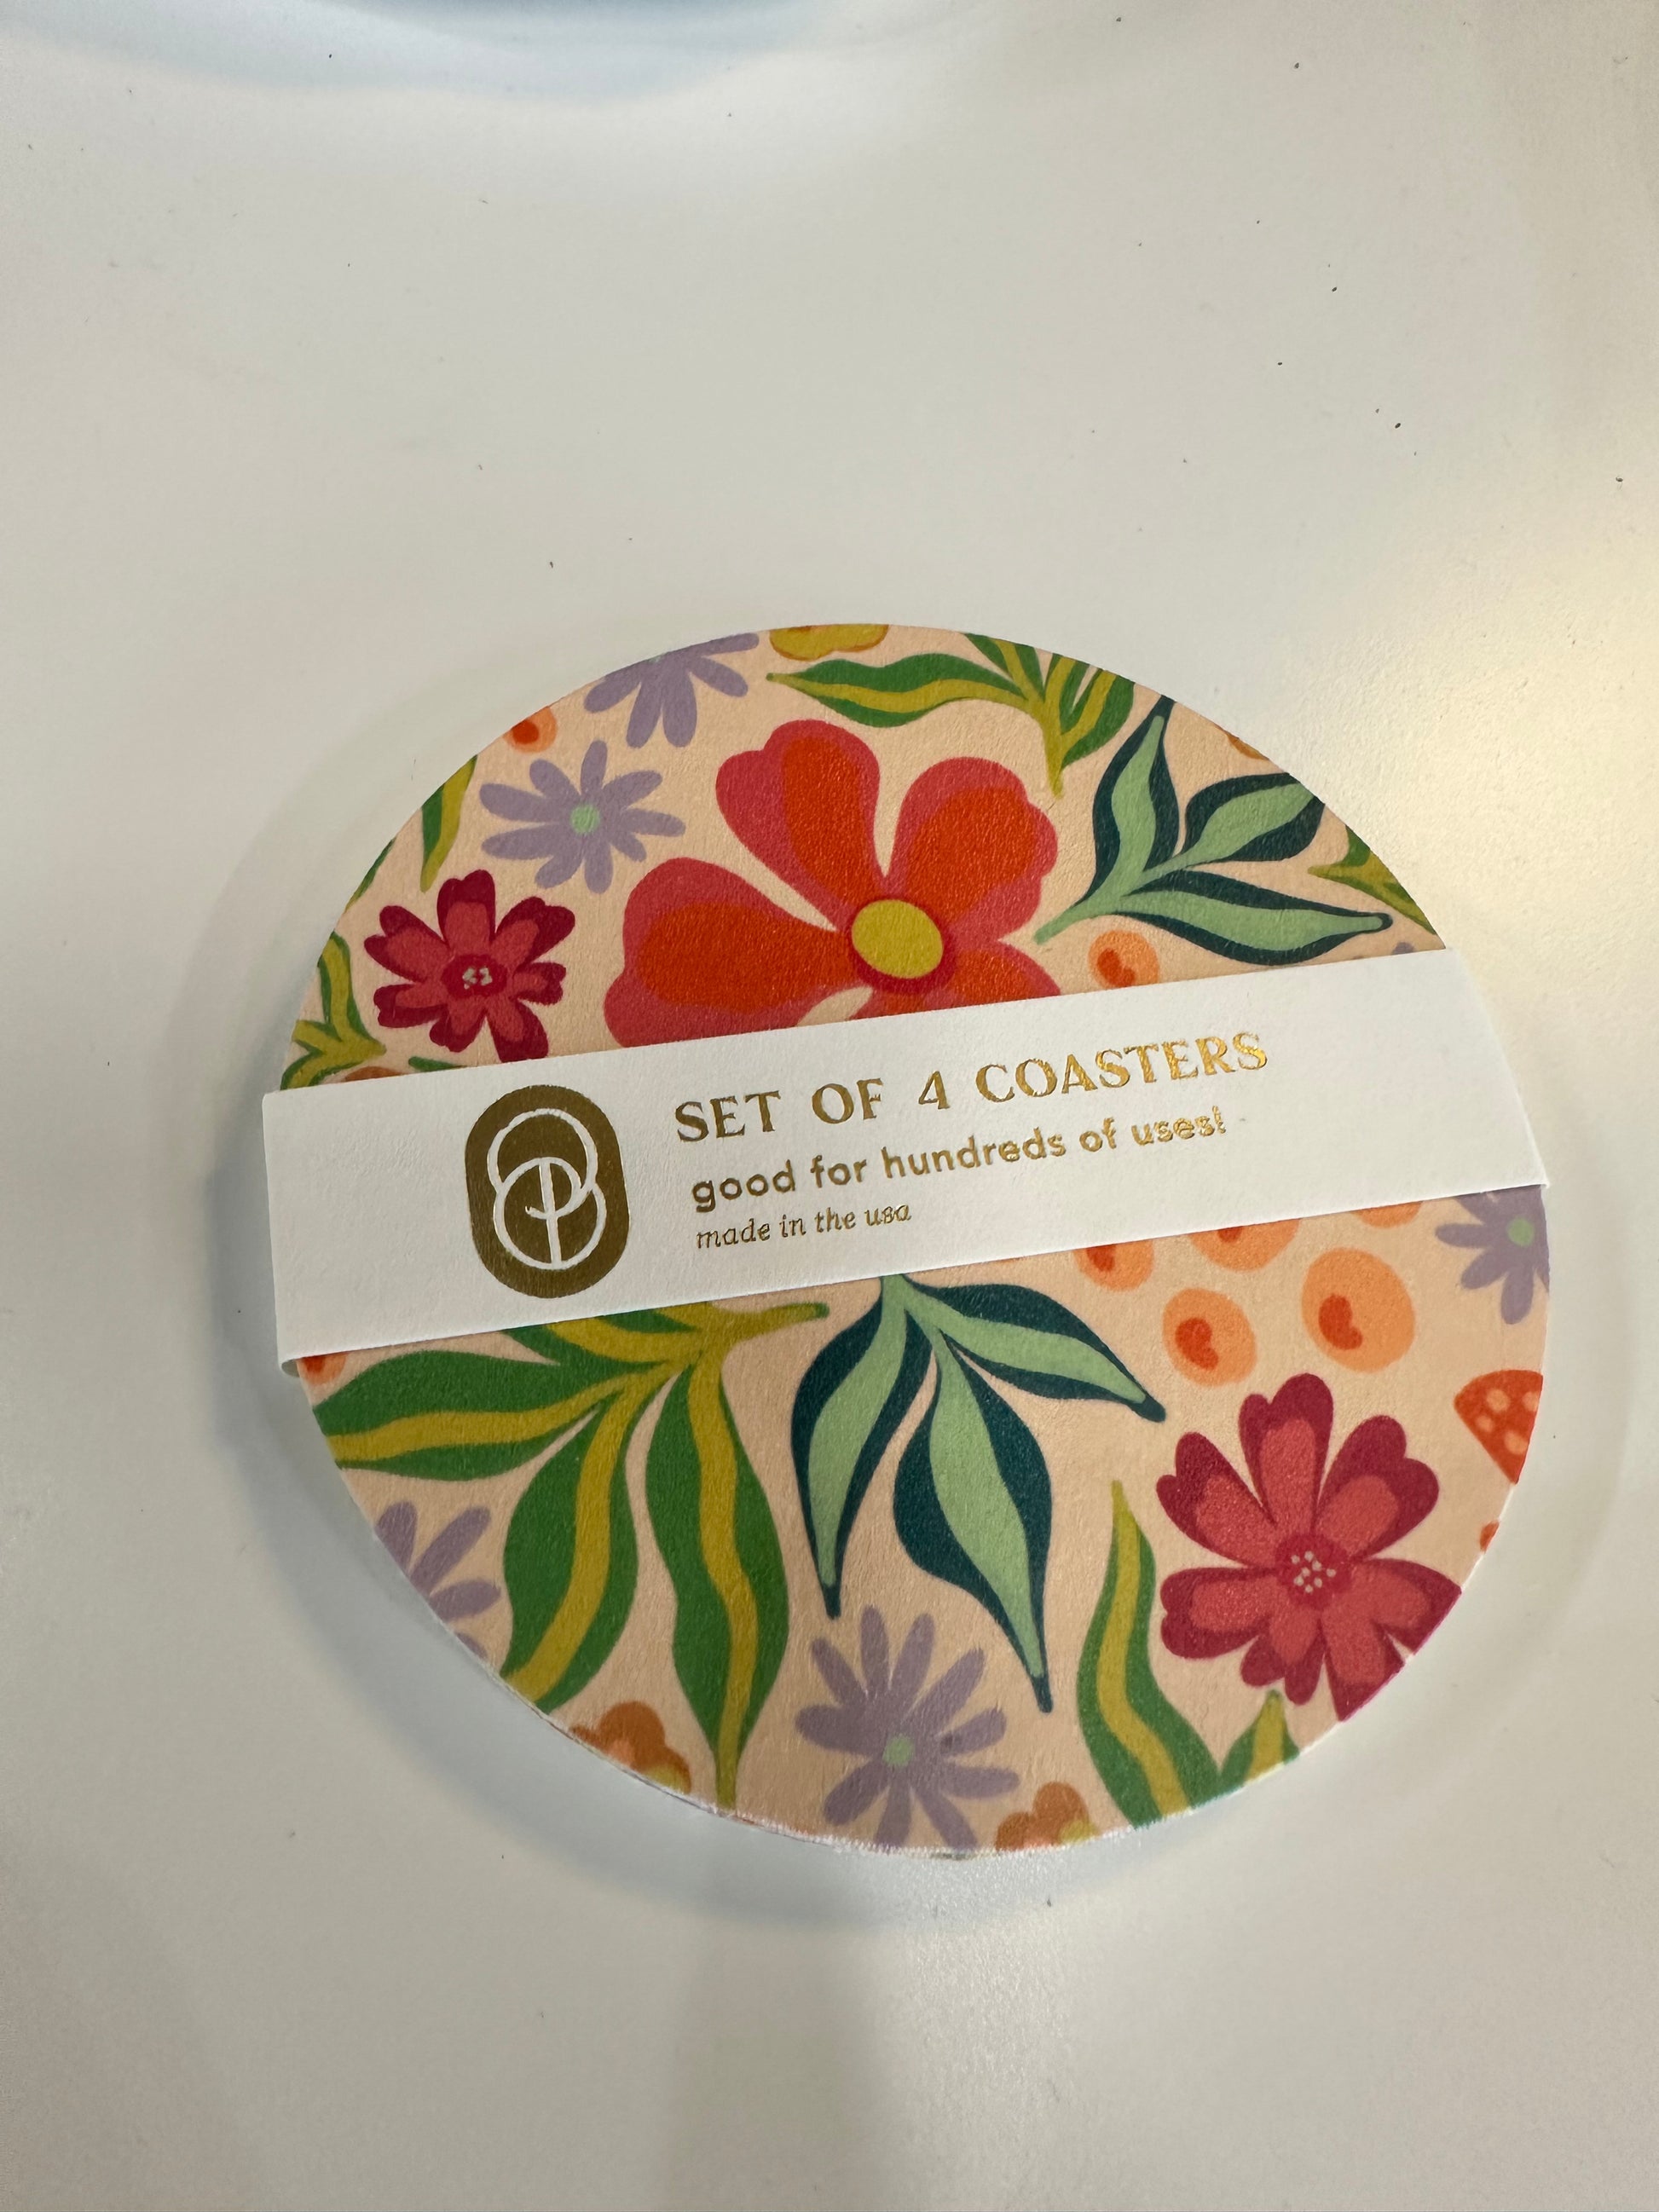 SET OF 4 COASTERS
good for hundreds of uses!
made in the usa